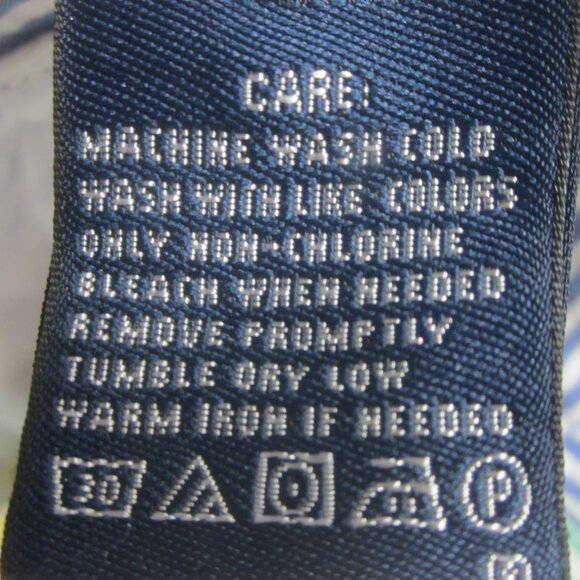 CARE:
MACHINE WASH COLD
WASH WITH LIKE COLORS
ONLY NON-CHLORINE
BLEACH WHEN NEEDED
REMOVE PROMPTLY
TUMBLE DRY LOW
WARM IRON IF NEEDED
30 P